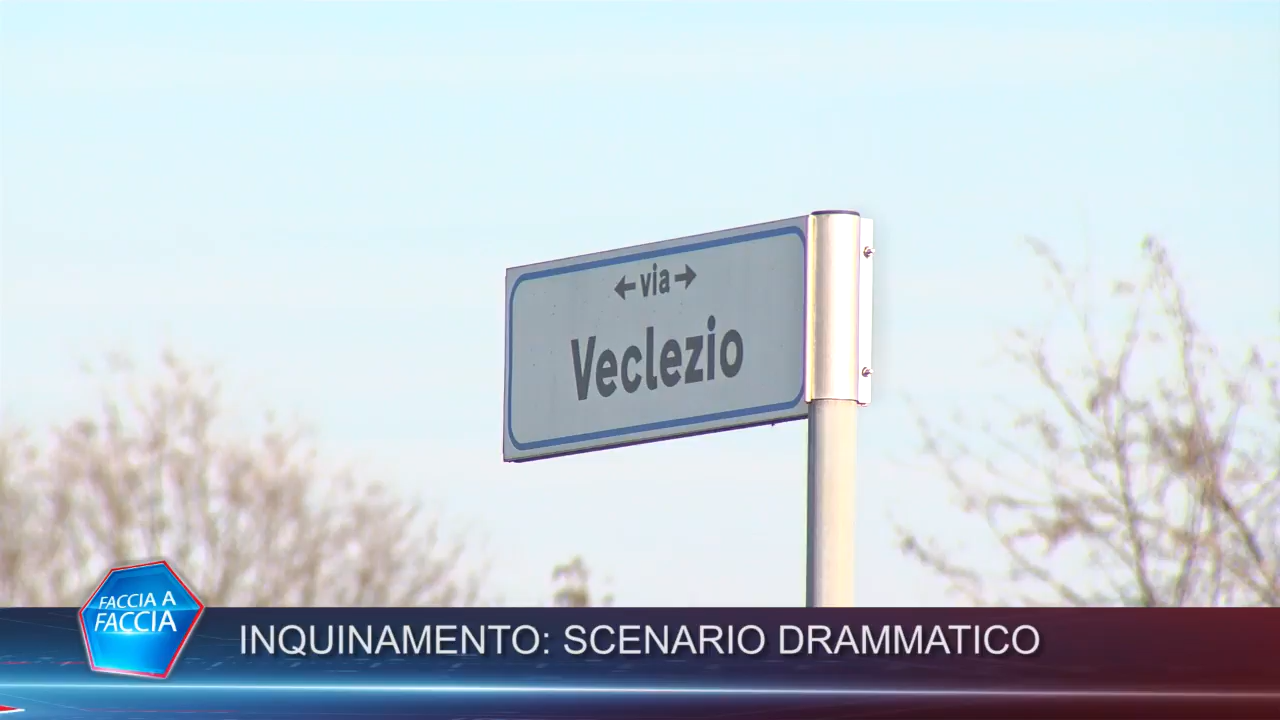 ←via→
Veclezio
FACCIA A
FACCIA
INQUINAMENTO: SCENARIO DRAMMATICO